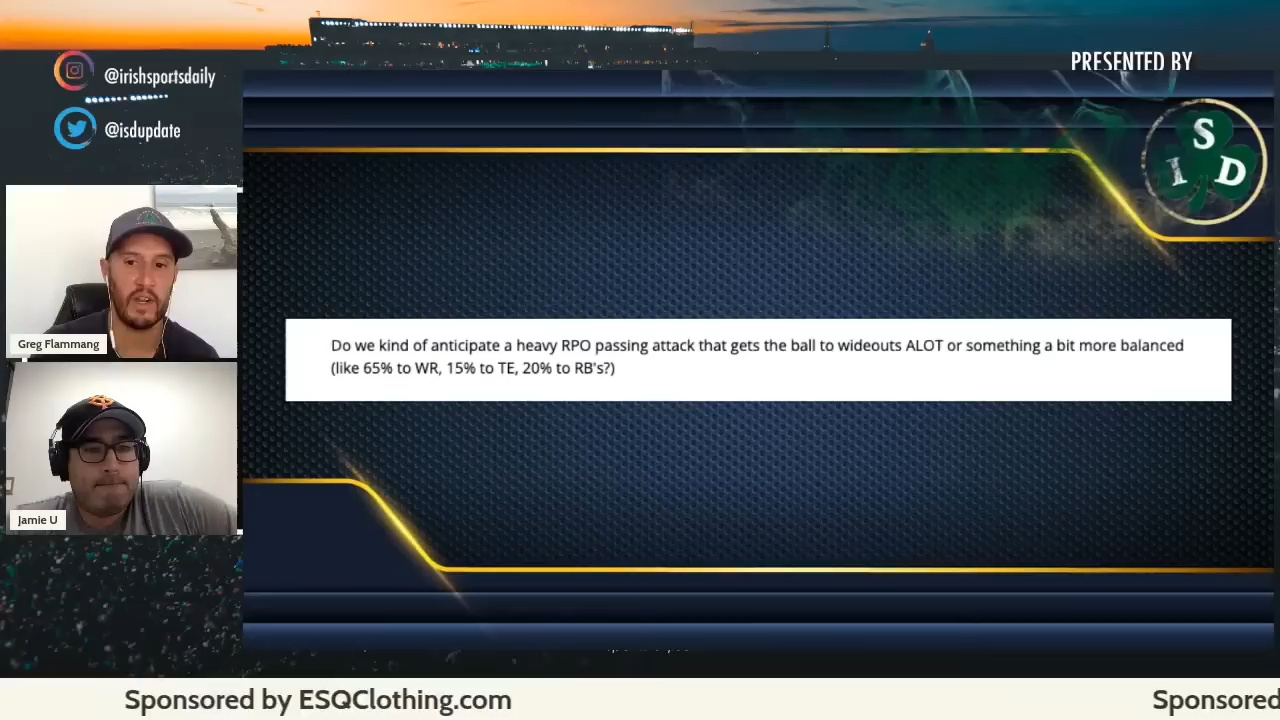 @irishsportsdaily
@isdupdate
PRESENTED BY
I S D
Greg Flammang
Jamie U
Do we kind of anticipate a heavy RPO passing attack that gets the ball to wideouts ALOT or something a bit more balanced
(like 65% to WR, 15% to TE, 20% to RB's?)
Sponsored by ESQClothing.com
Sponsored